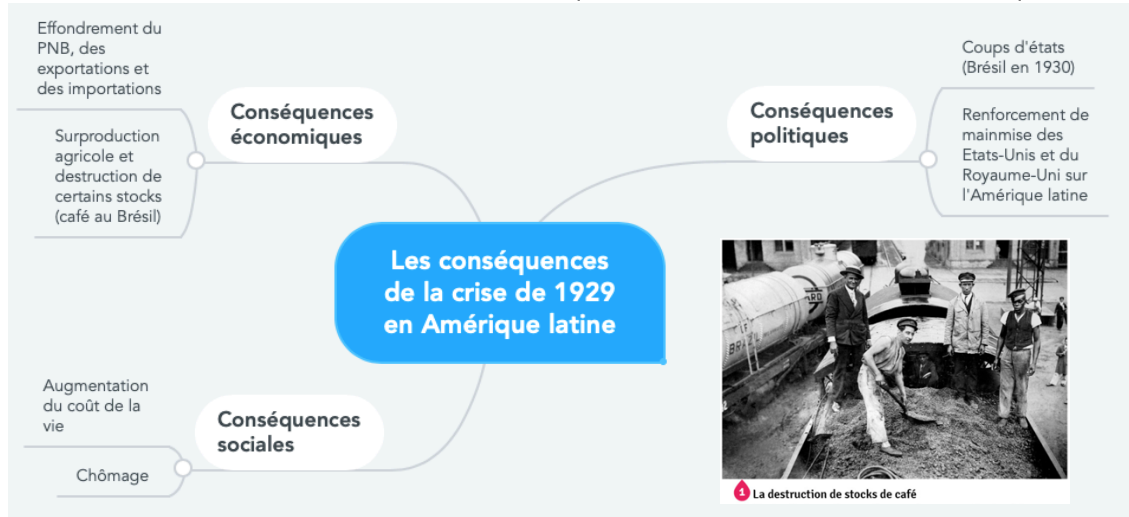 Effondrement du
PNB, des
exportations et
des importations
Conséquences
économiques
Surproduction
agricole et
destruction de
certains stocks
(café au Brésil)
Conséquences
politiques
Coups d'états
(Brésil en 1930)
Renforcement de
mainmise des
Etats-Unis et du
Royaume-Uni sur
l'Amérique latine
Les conséquences
de la crise de 1929
en Amérique latine
Augmentation
du coût de la
vie
Conséquences
sociales
Chômage
1 La destruction de stocks de café